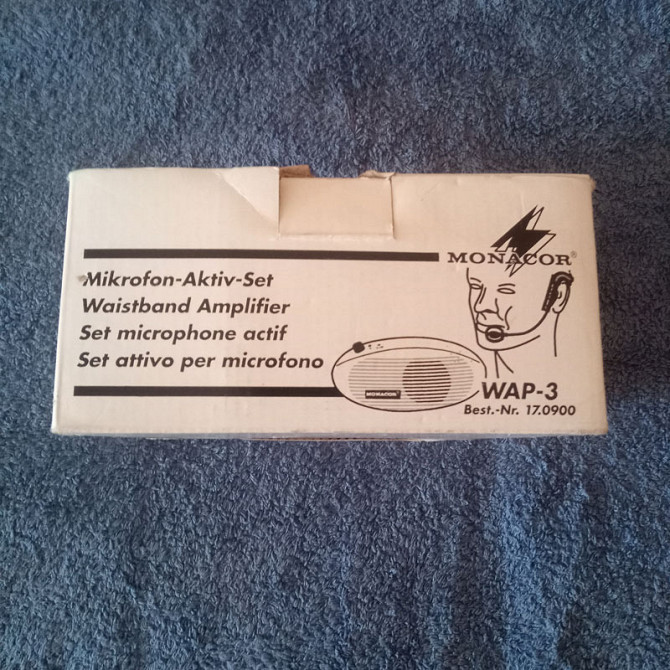 MONACOR®
Mikrofon-Aktiv-Set
Waistband Amplifier
Set microphone actif
Set attivo per microfono
MONACOR
WAP-3
Best.-Nr. 17.0900